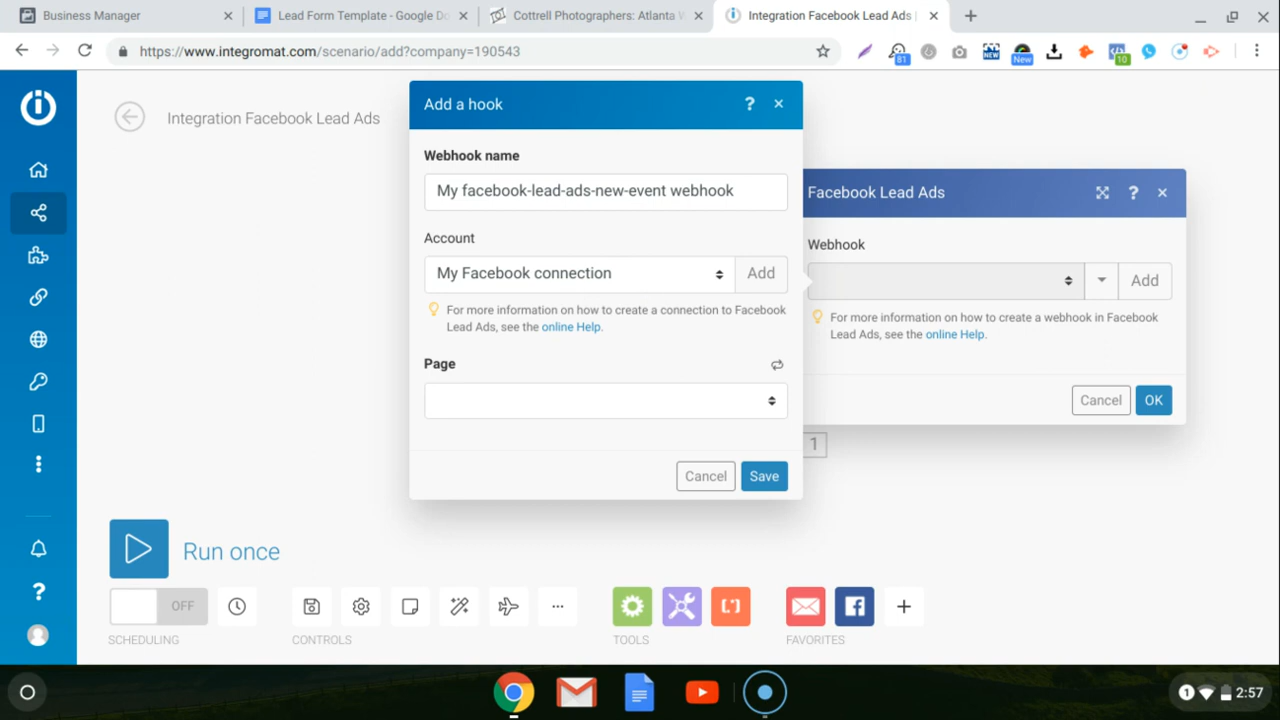 Business Manager
Lead Form Template - Google Do
Cottrell Photographers: Atlanta W
Integration Facebook Lead Ads |
https://www.integromat.com/scenario/add?company=190543
81
NEW
New
10
Integration Facebook Lead Ads
Add a hook
?
Webhook name
My facebook-lead-ads-new-event webhook
Account
My Facebook connection
Add
For more information on how to create a connection to Facebook
Lead Ads, see the online Help.
Page
Cancel
Save
Facebook Lead Ads
?
Webhook
Add
For more information on how to create a webhook in Facebook
Lead Ads, see the online Help.
Cancel
OK
1
Run once
OFF
SCHEDULING
CONTROLS
TOOLS
FAVORITES
?
1
2:57